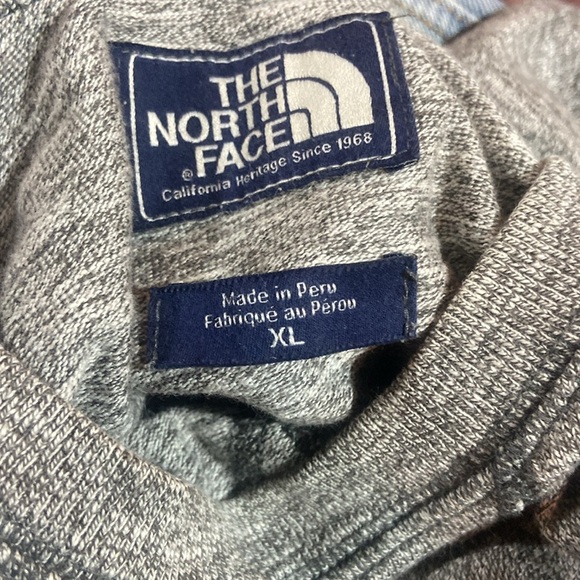 THE
NORTH
FACE
® California Heritage Since 1968
Made in Peru
Fabriqué au Pérou
XL